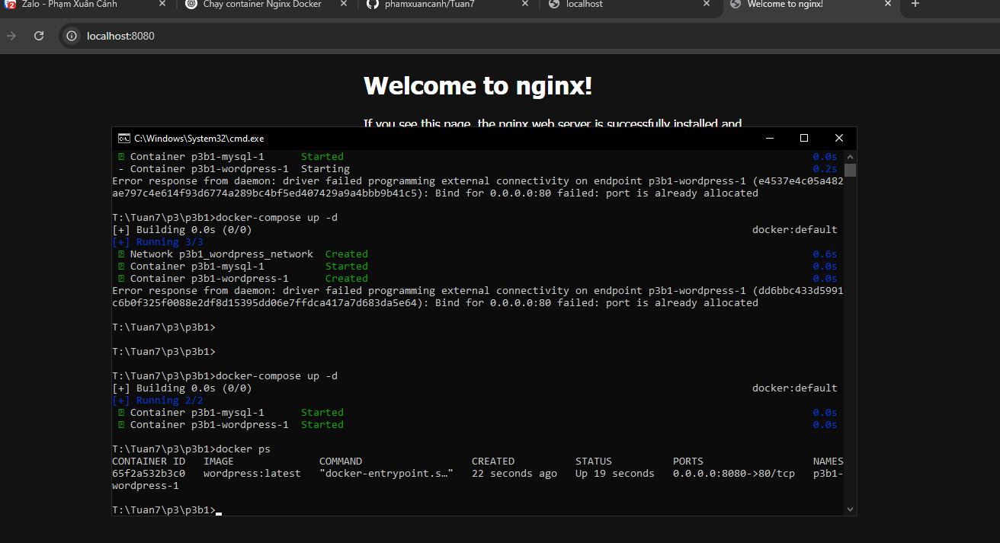 Zalo - Phạm Xuân Cảnh
Chạy container Nginx Docker
phamxuancanh/Tuan7
localhost
Welcome to nginx!
localhost:8080
Welcome to nginx!
If you see this page, the nginx web server is successfully installed and
C:\Windows\System32\cmd.exe
Container p3b1-mysql-1 Started 0.0s
- Container p3b1-wordpress-1 Starting 0.2s
Error response from daemon: driver failed programming external connectivity on endpoint p3b1-wordpress-1 (e4537e4c05a482
ae797c4e614f93d6774a289bc4bf5ed407429a9a4bbb9b41c5): Bind for 0.0.0.0:80 failed: port is already allocated
T:\Tuan7\p3\p3b1>docker-compose up -d
[+] Building 0.0s (0/0) docker:default
[+] Running 3/3
Network p3b1_wordpress_network Created 0.6s
Container p3b1-mysql-1 Started 0.0s
Container p3b1-wordpress-1 Created 0.0s
Error response from daemon: driver failed programming external connectivity on endpoint p3b1-wordpress-1 (dd6bbc433d5991
c6b0f325f0088e2df8d15395dd06e7ffdca417a7d683da5e64): Bind for 0.0.0.0:80 failed: port is already allocated
T:\Tuan7\p3\p3b1>
T:\Tuan7\p3\p3b1>
T:\Tuan7\p3\p3b1>docker-compose up -d
[+] Building 0.0s (0/0) docker:default
[+] Running 2/2
Container p3b1-mysql-1 Started 0.0s
Container p3b1-wordpress-1 Started 0.0s
T:\Tuan7\p3\p3b1>docker ps
CONTAINER ID IMAGE COMMAND CREATED STATUS PORTS NAMES
65f2a532b3c0 wordpress:latest "docker-entrypoint.s…" 22 seconds ago Up 19 seconds 0.0.0.0:8080->80/tcp p3b1-
wordpress-1
T:\Tuan7\p3\p3b1>